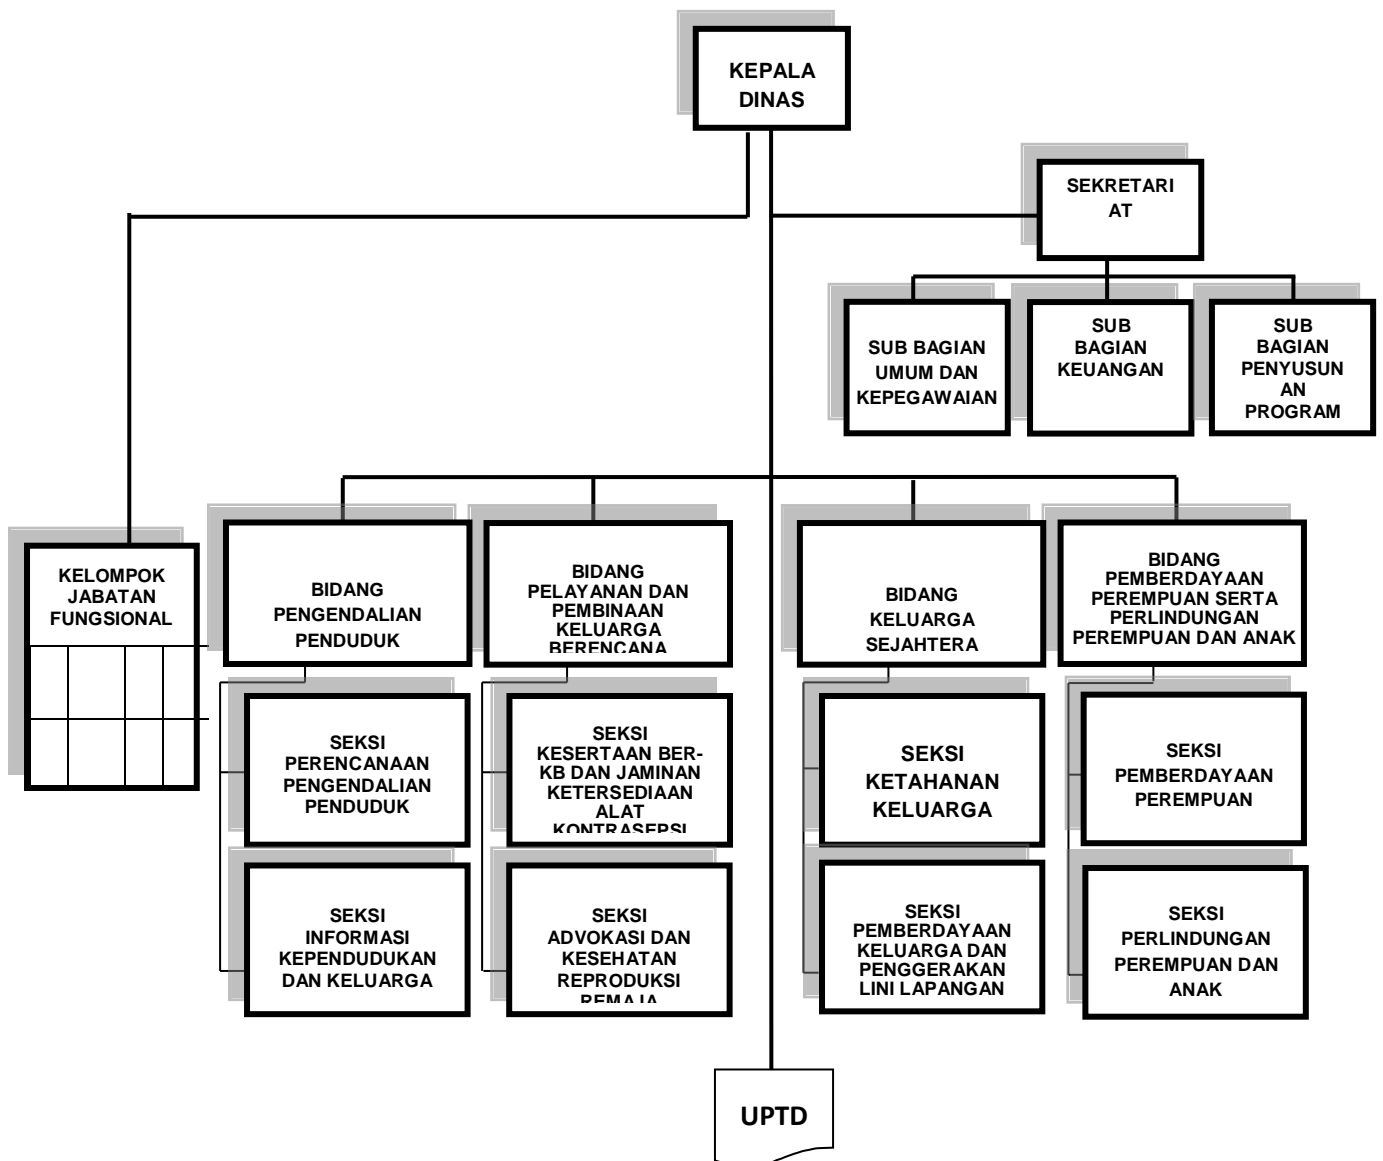 KEPALA
DINAS
SEKRETARI
AT
SUB BAGIAN
UMUM DAN
KEPEGAWAIAN
SUB
BAGIAN
KEUANGAN
SUB
BAGIAN
PENYUSUN
AN
PROGRAM
KELOMPOK
JABATAN
FUNGSIONAL
BIDANG
PENGENDALIAN
PENDUDUK
BIDANG
PELAYANAN DAN
PEMBINAAN
KELUARGA
BERENCANA
BIDANG
KELUARGA
SEJAHTERA
BIDANG
PEMBERDAYAAN
PEREMPUAN SERTA
PERLINDUNGAN
PEREMPUAN DAN ANAK
SEKSI
PERENCANAAN
PENGENDALIAN
PENDUDUK
SEKSI
KESERTAAN BER-
KB DAN JAMINAN
KETERSEDIAAN
ALAT
KONTRASEPSI
SEKSI
KETAHANAN
KELUARGA
SEKSI
PEMBERDAYAAN
PEREMPUAN
SEKSI
INFORMASI
KEPENDUDUKAN
DAN KELUARGA
SEKSI
ADVOKASI DAN
KESEHATAN
REPRODUKSI
REMAJA
SEKSI
PEMBERDAYAAN
KELUARGA DAN
PENGGERAKAN
LINI LAPANGAN
SEKSI
PERLINDUNGAN
PEREMPUAN DAN
ANAK
UPTD